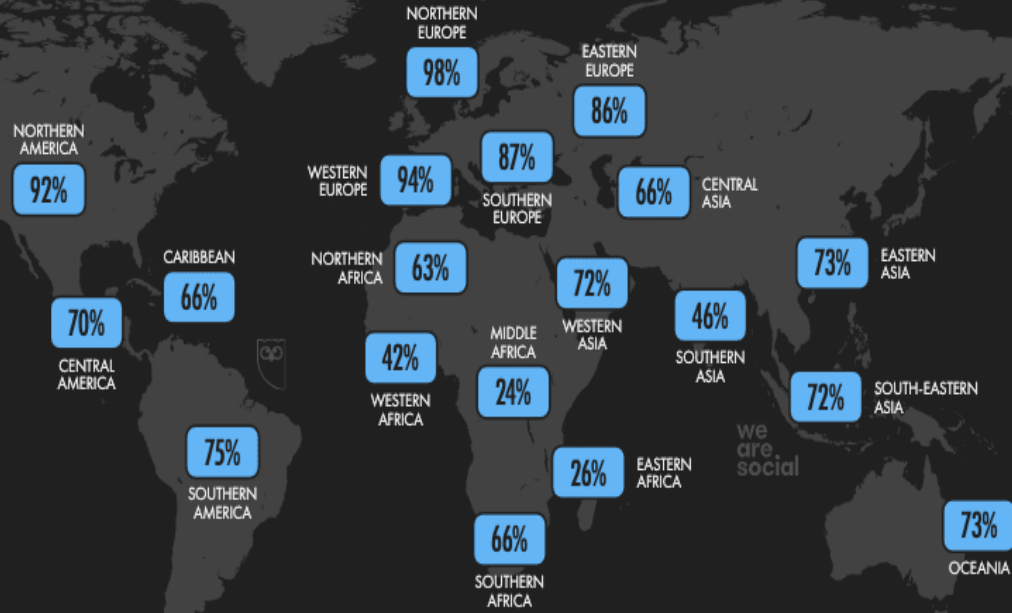 NORTHERN
EUROPE
98%
EASTERN
EUROPE
86%
NORTHERN
AMERICA
92%
WESTERN
EUROPE
94%
87%
SOUTHERN
EUROPE
66%
CENTRAL
ASIA
CARIBBEAN
66%
NORTHERN
AFRICA
63%
72%
WESTERN
ASIA
73%
EASTERN
ASIA
70%
CENTRAL
AMERICA
42%
WESTERN
AFRICA
MIDDLE
AFRICA
24%
46%
SOUTHERN
ASIA
72%
SOUTH-EASTERN
ASIA
75%
SOUTHERN
AMERICA
26%
EASTERN
AFRICA
we
are
social
66%
SOUTHERN
AFRICA
73%
OCEANIA